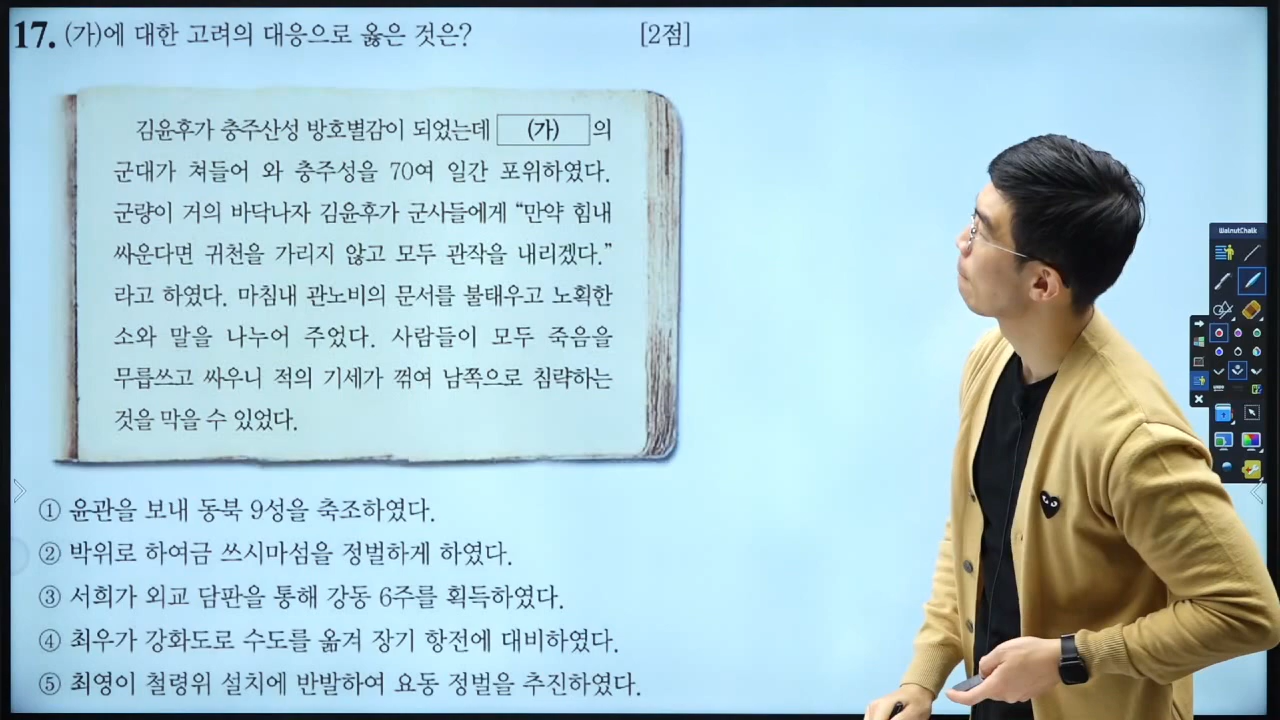 17. (가)에 대한 고려의 대응으로 옳은 것은? [2점]
김윤후가 충주산성 방호별감이 되었는데 (가) 의
군대가 쳐들어 와 충주성을 70여 일간 포위하였다.
군량이 거의 바닥나자 김윤후가 군사들에게 “만약 힘내
싸운다면 귀천을 가리지 않고 모두 관작을 내리겠다.”
라고 하였다. 마침내 관노비의 문서를 불태우고 노획한
소와 말을 나누어 주었다. 사람들이 모두 죽음을
무릅쓰고 싸우니 적의 기세가 꺾여 남쪽으로 침략하는
것을 막을 수 있었다.
① 윤관을 보내 동북 9성을 축조하였다.
② 박위로 하여금 쓰시마섬을 정벌하게 하였다.
③ 서희가 외교 담판을 통해 강동 6주를 획득하였다.
④ 최우가 강화도로 수도를 옮겨 장기 항전에 대비하였다.
⑤ 최영이 철령위 설치에 반발하여 요동 정벌을 추진하였다.
WalnutChalk